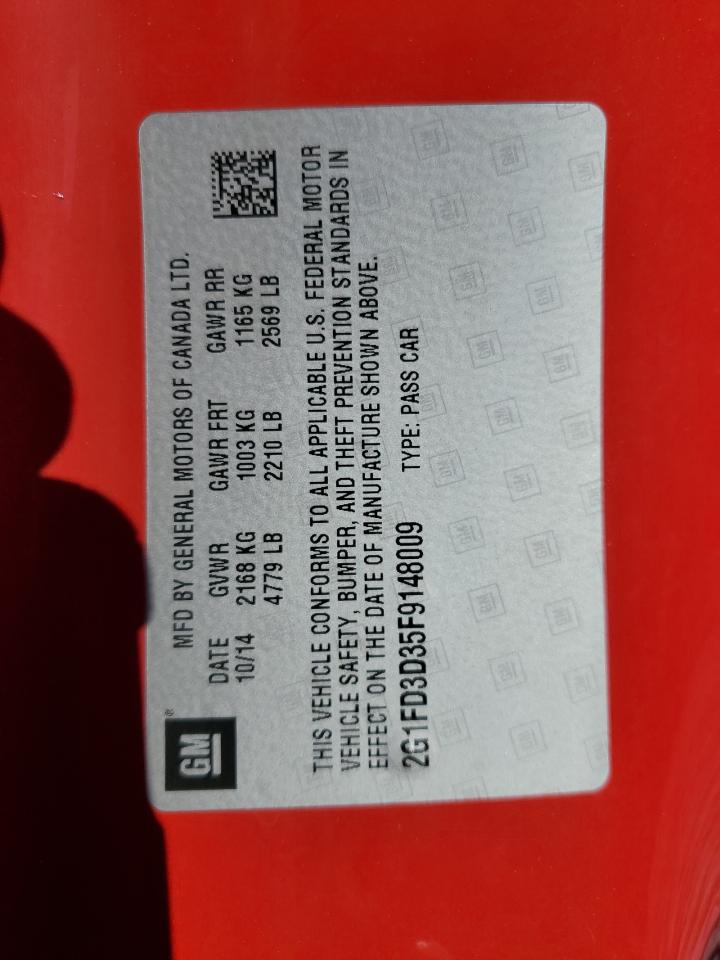 GM®
MFD BY GENERAL MOTORS OF CANADA LTD.
DATE GVWR GAWR FRT GAWR RR
10/14 2168 KG 1003 KG 1165 KG
4779 LB 2210 LB 2569 LB
THIS VEHICLE CONFORMS TO ALL APPLICABLE U.S. FEDERAL MOTOR
VEHICLE SAFETY, BUMPER, AND THEFT PREVENTION STANDARDS IN
EFFECT ON THE DATE OF MANUFACTURE SHOWN ABOVE.
2G1FD3D35F9148009 TYPE: PASS CAR